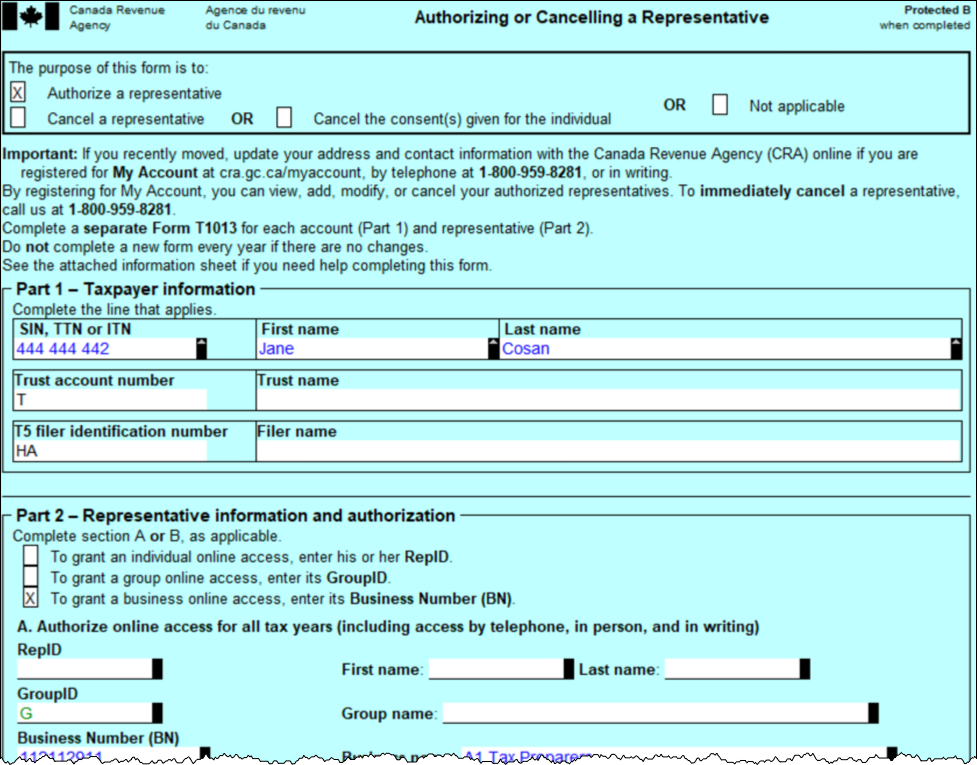 Canada Revenue Agency
Agence du revenu du Canada
Authorizing or Cancelling a Representative
Protected B
when completed
The purpose of this form is to:
X Authorize a representative
Cancel a representative OR Cancel the consent(s) given for the individual
OR Not applicable
Important: If you recently moved, update your address and contact information with the Canada Revenue Agency (CRA) online if you are
registered for My Account at cra.gc.ca/myaccount, by telephone at 1-800-959-8281, or in writing.
By registering for My Account, you can view, add, modify, or cancel your authorized representatives. To immediately cancel a representative,
call us at 1-800-959-8281.
Complete a separate Form T1013 for each account (Part 1) and representative (Part 2).
Do not complete a new form every year if there are no changes.
See the attached information sheet if you need help completing this form.
Part 1 – Taxpayer information
Complete the line that applies.
SIN, TTN or ITN First name Last name
444 444 442 Jane Cosan
Trust account number Trust name
T
T5 filer identification number Filer name
HA
Part 2 – Representative information and authorization
Complete section A or B, as applicable.
To grant an individual online access, enter his or her RepID.
To grant a group online access, enter its GroupID.
X To grant a business online access, enter its Business Number (BN).
A. Authorize online access for all tax years (including access by telephone, in person, and in writing)
RepID
First name: Last name:
GroupID
G Group name:
Business Number (BN)
A1 Tax Preparers